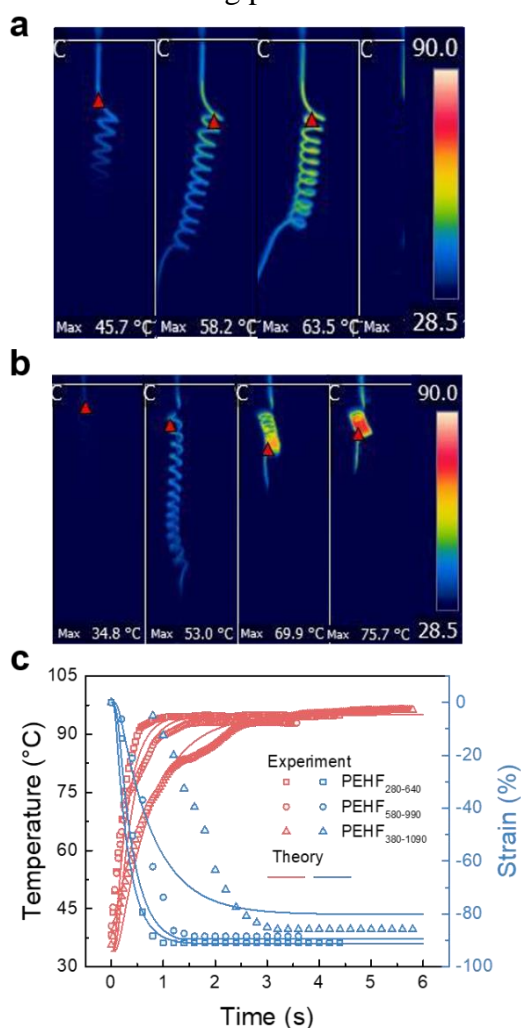 a
C C C 90.0
Max 45.7 °C Max 58.2 °C Max 63.5 °C Max 28.5
b
C C C C 90.0
Max 34.8 °C Max 53.0 °C Max 69.9 °C Max 75.7 °C 28.5
c
Temperature (°C)
105
90
75
60
45
30
Experiment
PEHF280-640
PEHF580-990
PEHF380-1090
Theory
0
-20
-40
-60
-80
-100
Strain (%)
0 1 2 3 4 5 6
Time (s)